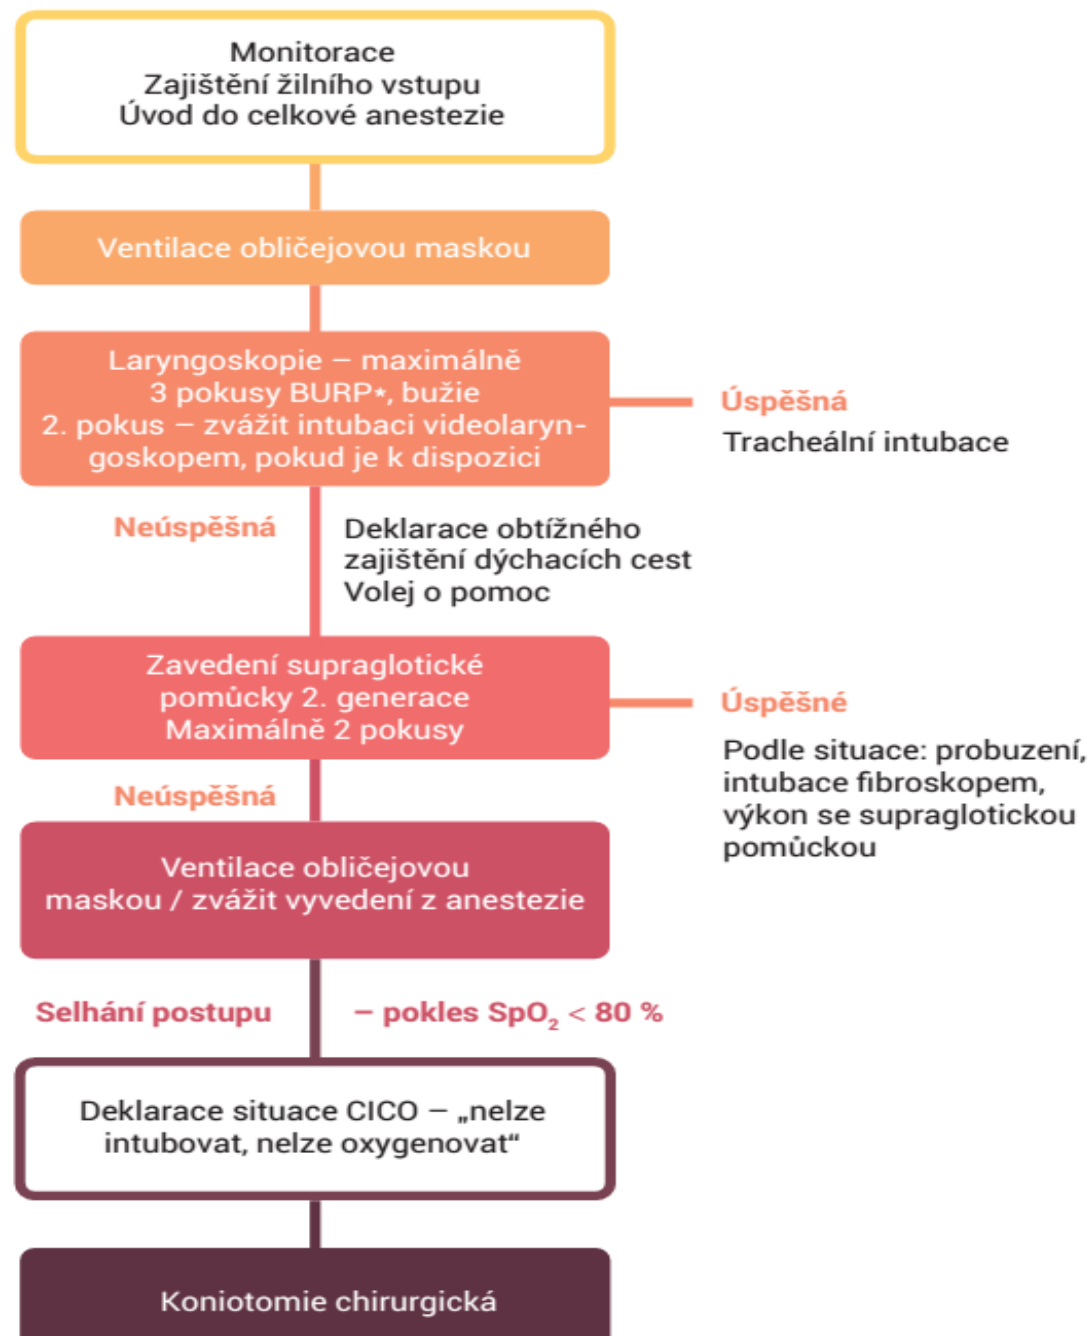 Monitorace
Zajištění žilního vstupu
Úvod do celkové anestezie
Ventilace obličejovou maskou
Laryngoskopie – maximálně
3 pokusy BURP*, bužie
2. pokus – zvážit intubaci videolaryn-
goskopem, pokud je k dispozici
Úspěšná
Tracheální intubace
Neúspěšná
Deklarace obtížného
zajištění dýchacích cest
Volej o pomoc
Zavedení supraglotické
pomůcky 2. generace
Maximálně 2 pokusy
Úspěšné
Podle situace: probuzení,
intubace fibroskopem,
výkon se supraglotickou
pomůckou
Neúspěšná
Ventilace obličejovou
maskou / zvážit vyvedení z anestezie
Selhání postupu – pokles SpO₂ < 80 %
Deklarace situace CICO – „nelze
intubovat, nelze oxygenovat“
Koniotomie chirurgická